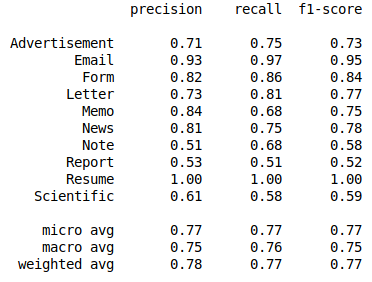 precision recall f1-score
Advertisement 0.71 0.75 0.73
Email 0.93 0.97 0.95
Form 0.82 0.86 0.84
Letter 0.73 0.81 0.77
Memo 0.84 0.68 0.75
News 0.81 0.75 0.78
Note 0.51 0.68 0.58
Report 0.53 0.51 0.52
Resume 1.00 1.00 1.00
Scientific 0.61 0.58 0.59
micro avg 0.77 0.77 0.77
macro avg 0.75 0.76 0.75
weighted avg 0.78 0.77 0.77